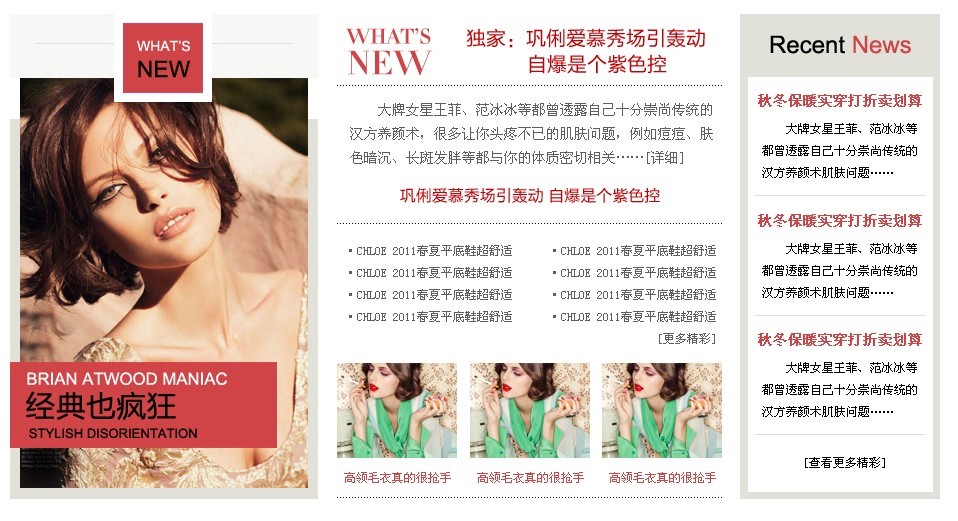 WHAT'S
NEW
BRIAN ATWOOD MANIAC
经典也疯狂
STYLISH DISORIENTATION
WHAT'S
NEW
独家：巩俐爱慕秀场引轰动
自爆是个紫色控
大牌女星王菲、范冰冰等都曾透露自己十分崇尚传统的
汉方养颜术，很多让你头疼不已的肌肤问题，例如痘痘、肤
色暗沉、长斑发胖等都与你的体质密切相关……[详细]
巩俐爱慕秀场引轰动 自爆是个紫色控
·CHLOE 2011春夏平底鞋超舒适
·CHLOE 2011春夏平底鞋超舒适
·CHLOE 2011春夏平底鞋超舒适
·CHLOE 2011春夏平底鞋超舒适
·CHLOE 2011春夏平底鞋超舒适
·CHLOE 2011春夏平底鞋超舒适
·CHLOE 2011春夏平底鞋超舒适
·CHLOE 2011春夏平底鞋超舒适
[更多精彩]
高领毛衣真的很抢手
高领毛衣真的很抢手
高领毛衣真的很抢手
Recent News
秋冬保暖实穿打折卖划算
大牌女星王菲、范冰冰等
都曾透露自己十分崇尚传统的
汉方养颜术肌肤问题……
秋冬保暖实穿打折卖划算
大牌女星王菲、范冰冰等
都曾透露自己十分崇尚传统的
汉方养颜术肌肤问题……
秋冬保暖实穿打折卖划算
大牌女星王菲、范冰冰等
都曾透露自己十分崇尚传统的
汉方养颜术肌肤问题……
[查看更多精彩]